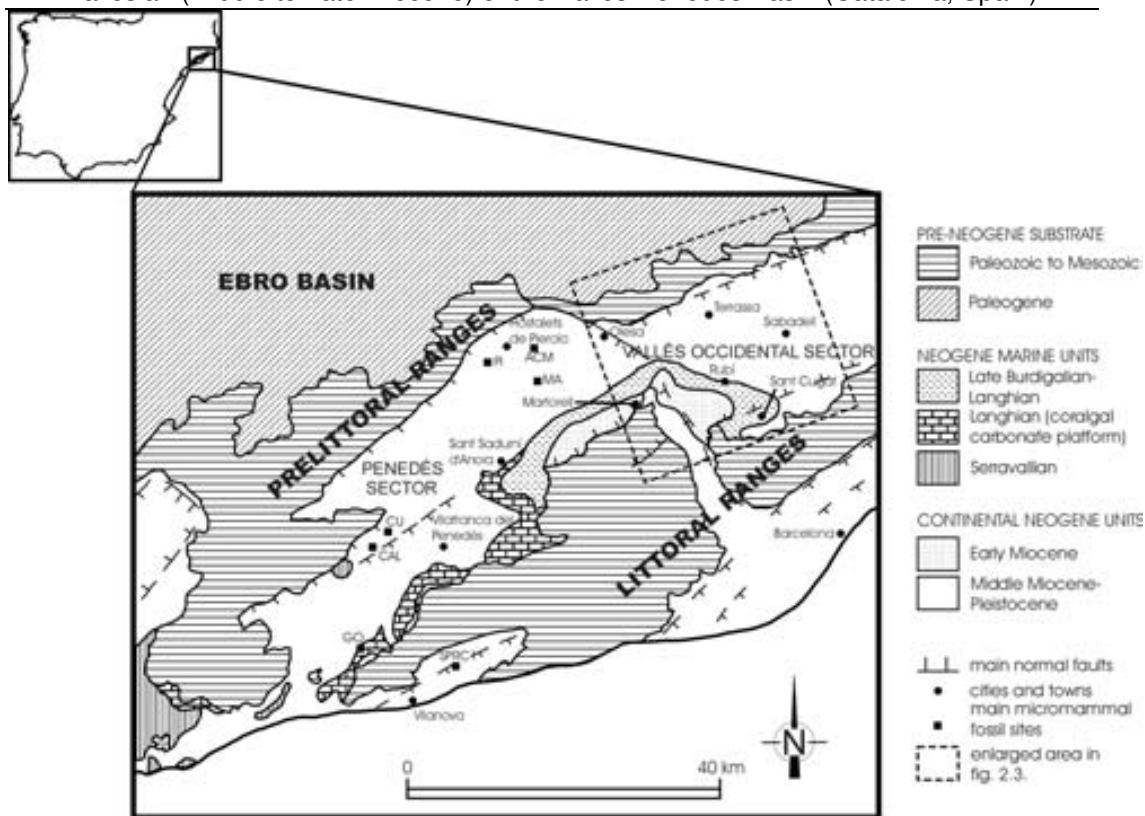 EBRO BASIN
PRELITTORAL RANGES
Hostalets
de Pierola
ACM
MA
Olesa
Terrassa
Sabadell
VALLÈS OCCIDENTAL SECTOR
Rubí
Sant Cugat
Martorell
Sant Sadurní
d'Anoia
PENEDÈS
SECTOR
CU
CAL
Vilafranca del
Penedès
LITTORAL RANGES
Barcelona
GO
SPRC
Vilanova
0
40 km
N
PRE-NEOGENE SUBSTRATE
Paleozoic to Mesozoic
Paleogene
NEOGENE MARINE UNITS
Late Burdigalian-
Langhian
Langhian (coralgal
carbonate platform)
Serravallian
CONTINENTAL NEOGENE UNITS
Early Miocene
Middle Miocene-
Pleistocene
main normal faults
cities and towns
main micromammal
fossil sites
enlarged area in
fig. 2.3.